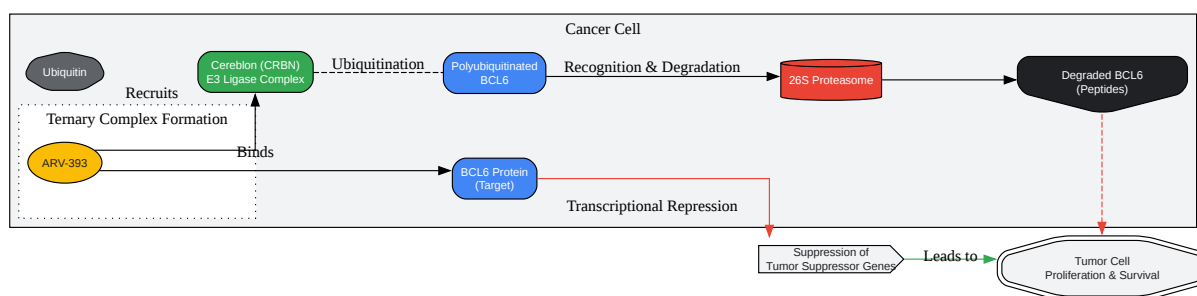 Cancer Cell
Ubiquitin
Cereblon (CRBN)
E3 Ligase Complex
Ubiquitination
Polyubiquitinated
BCL6
Recognition & Degradation
26S Proteasome
Degraded BCL6
(Peptides)
Recruits
Ternary Complex Formation
ARV-393
Binds
BCL6 Protein
(Target)
Transcriptional Repression
Suppression of
Tumor Suppressor Genes
Leads to
Tumor Cell
Proliferation & Survival